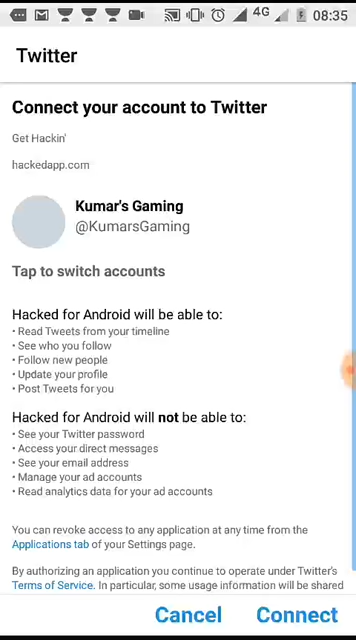 4G 08:35
Twitter
Connect your account to Twitter
Get Hackin'
hackedapp.com
Kumar's Gaming
@KumarsGaming
Tap to switch accounts
Hacked for Android will be able to:
• Read Tweets from your timeline
• See who you follow
• Follow new people
• Update your profile
• Post Tweets for you
Hacked for Android will not be able to:
• See your Twitter password
• Access your direct messages
• See your email address
• Manage your ad accounts
• Read analytics data for your ad accounts
You can revoke access to any application at any time from the
Applications tab of your Settings page.
By authorizing an application you continue to operate under Twitter's
Terms of Service. In particular, some usage information will be shared
Cancel Connect